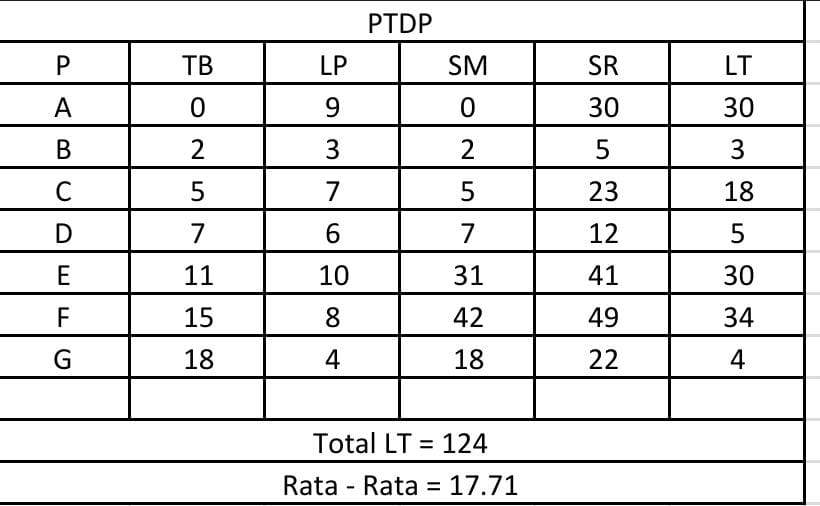 PTDP
P TB LP SM SR LT
A 0 9 0 30 30
B 2 3 2 5 3
C 5 7 5 23 18
D 7 6 7 12 5
E 11 10 31 41 30
F 15 8 42 49 34
G 18 4 18 22 4
Total LT = 124
Rata - Rata = 17.71